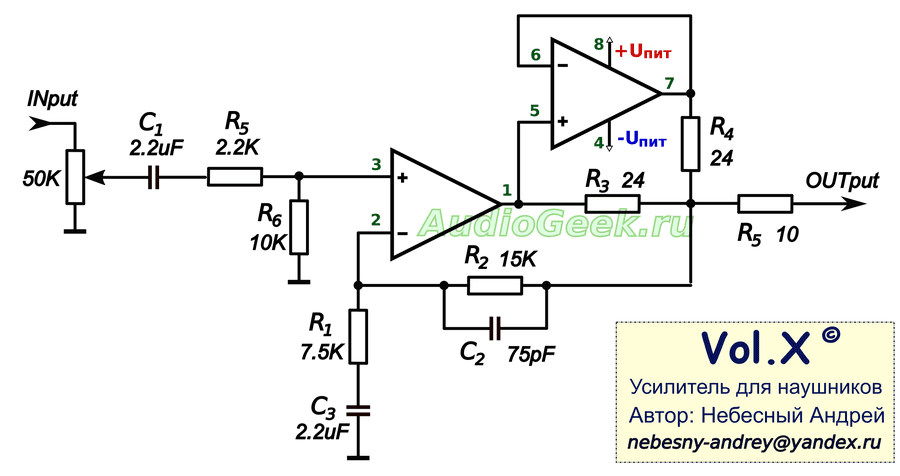 INput
50K
C1
2.2uF
R5
2.2K
R6
10K
3
2
1
+
−
6
5
−
+
8
+Uпит
4
-Uпит
7
R4
24
R3 24
OUTput
R5 10
AudioGeek.ru
R2 15K
C2 75pF
R1
7.5K
C3
2.2uF
Vol.X ©
Усилитель для наушников
Автор: Небесный Андрей
nebesny-andrey@yandex.ru